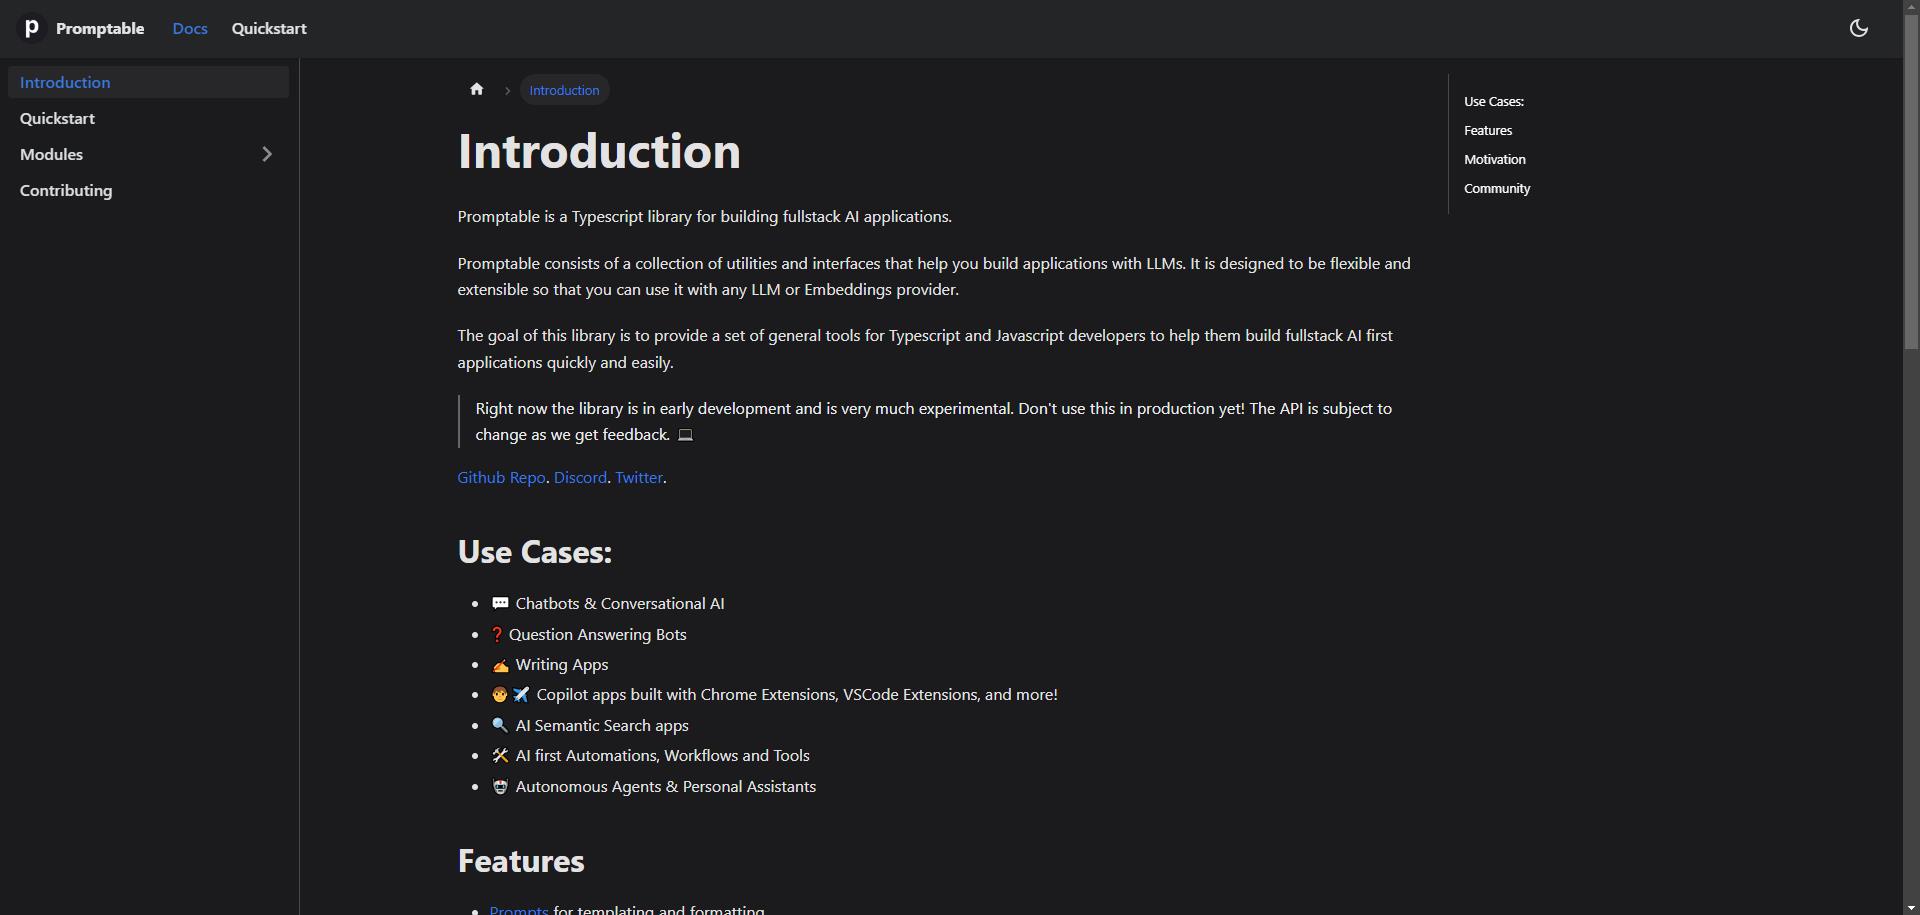 p Promptable Docs Quickstart
Introduction
Quickstart
Modules
Contributing
Introduction
Introduction
Promptable is a Typescript library for building fullstack AI applications.
Promptable consists of a collection of utilities and interfaces that help you build applications with LLMs. It is designed to be flexible and
extensible so that you can use it with any LLM or Embeddings provider.
The goal of this library is to provide a set of general tools for Typescript and Javascript developers to help them build fullstack AI first
applications quickly and easily.
Right now the library is in early development and is very much experimental. Don't use this in production yet! The API is subject to
change as we get feedback. 💻
Github Repo. Discord. Twitter.
Use Cases:
• 💬 Chatbots & Conversational AI
• ❓ Question Answering Bots
• ✍️ Writing Apps
• 👨✈️ Copilot apps built with Chrome Extensions, VSCode Extensions, and more!
• 🔍 AI Semantic Search apps
• 🛠 AI first Automations, Workflows and Tools
• 🤖 Autonomous Agents & Personal Assistants
Features
• Prompts for templating and formatting
Use Cases:
Features
Motivation
Community